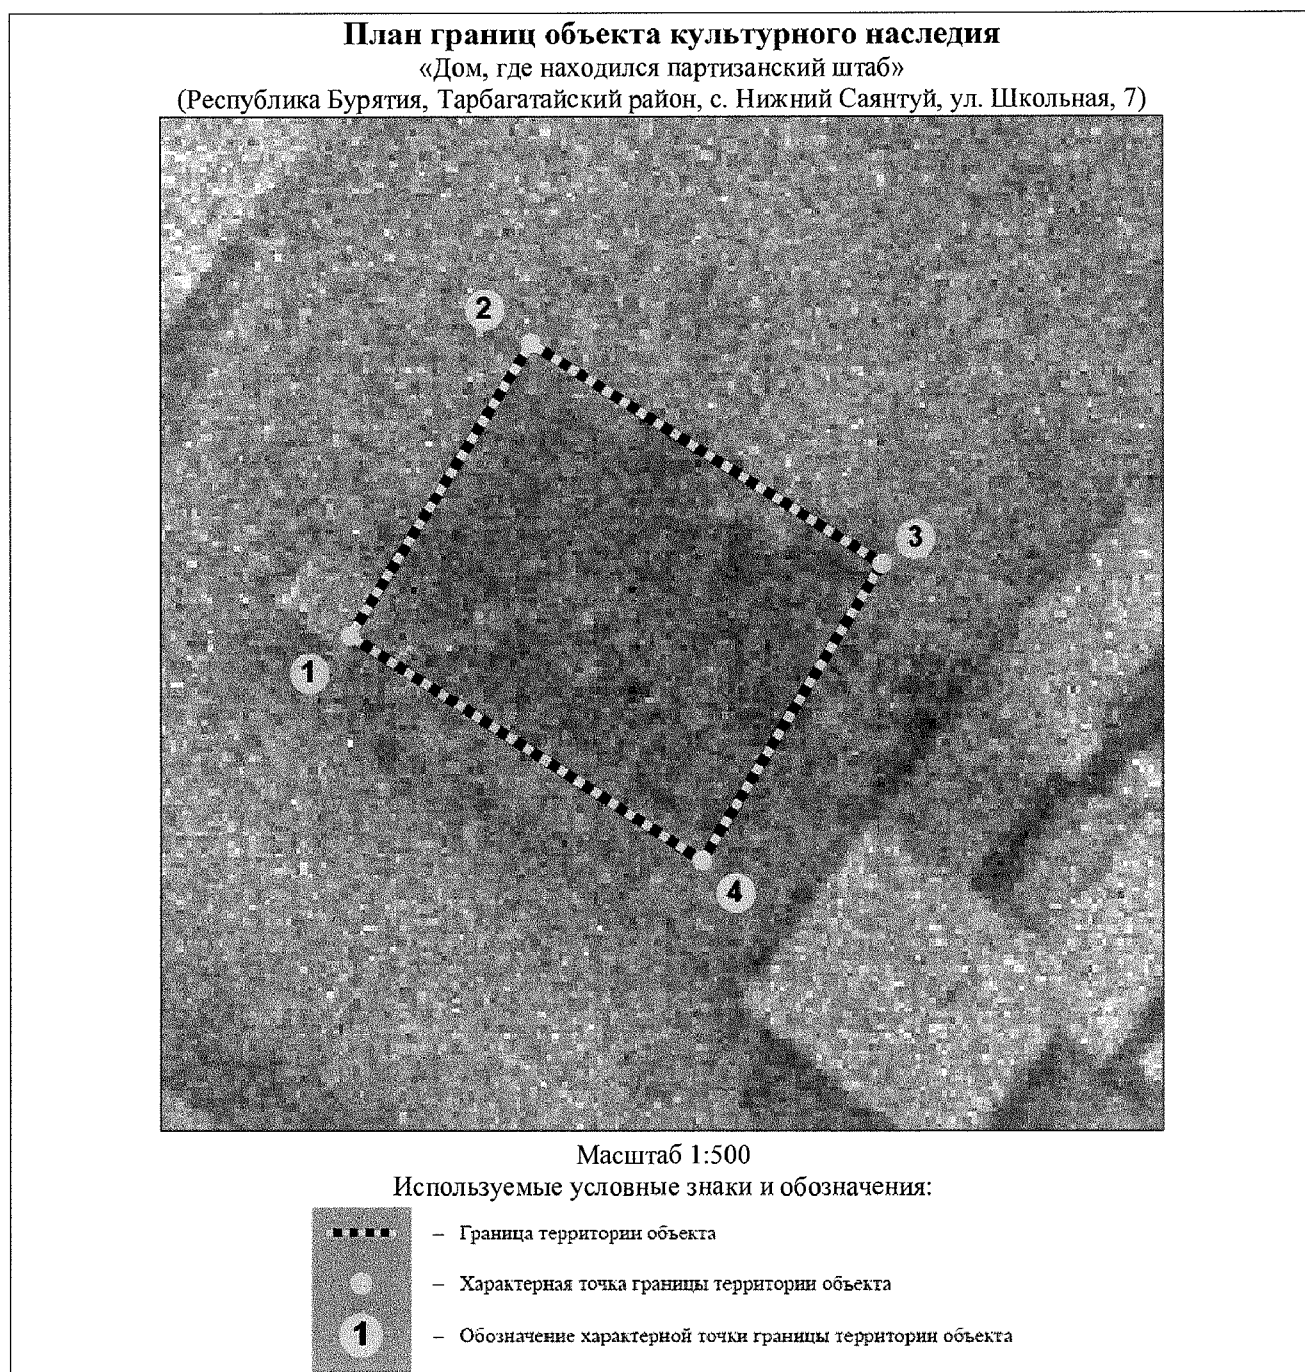 План границ объекта культурного наследия
«Дом, где находился партизанский штаб»
(Республика Бурятия, Тарбагатайский район, с. Нижний Саянтуй, ул. Школьная, 7)
2
3
1
4
Масштаб 1:500
Используемые условные знаки и обозначения:
– Граница территории объекта
– Характерная точка границы территории объекта
1 – Обозначение характерной точки границы территории объекта